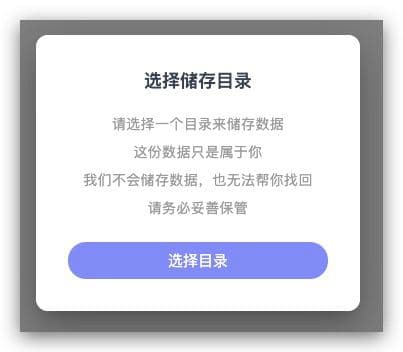 选择储存目录
请选择一个目录来储存数据
这份数据只是属于你
我们不会储存数据，也无法帮你找回
请务必妥善保管
选择目录